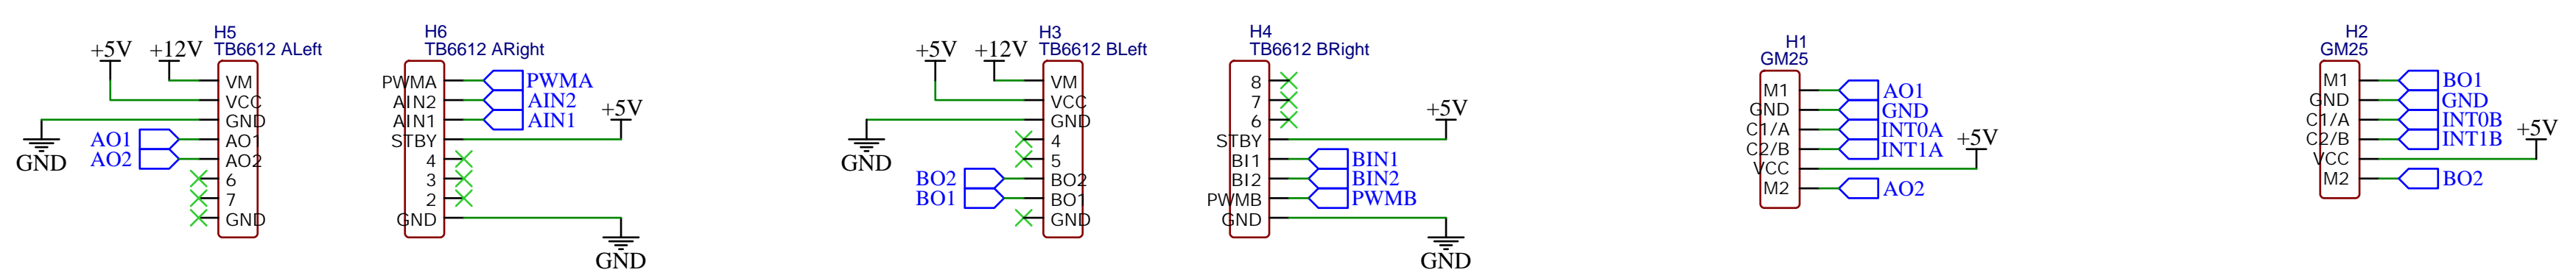 H5
TB6612 ALeft
+5V
+12V
VM
VCC
GND
AO1
AO2
6
7
GND
AO1
AO2
GND
H6
TB6612 ARight
PWMA
AIN2
AIN1
STBY
4
3
2
GND
PWMA
AIN2
AIN1
+5V
GND
H3
TB6612 BLeft
+5V
+12V
VM
VCC
GND
4
5
BO2
BO1
GND
BO2
BO1
GND
H4
TB6612 BRight
8
7
6
STBY
BI1
BI2
PWMB
GND
+5V
BIN1
BIN2
PWMB
GND
H1
GM25
M1
GND
C1/A
C2/B
VCC
M2
AO1
GND
INT0A
INT1A
+5V
AO2
H2
GM25
M1
GND
C1/A
C2/B
VCC
M2
BO1
GND
INT0B
INT1B
+5V
BO2